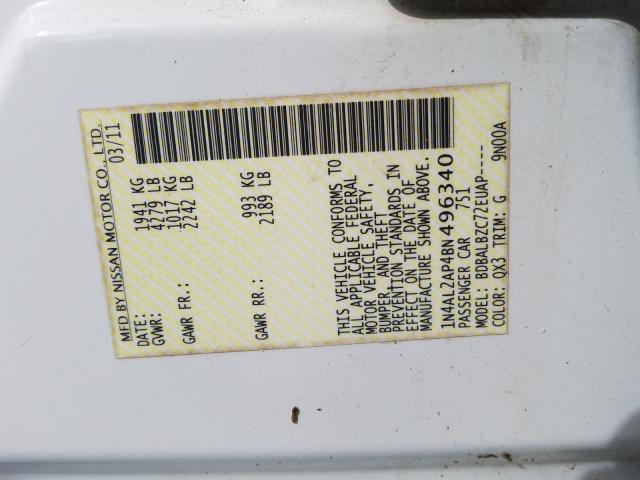 MFD BY NISSAN MOTOR CO., LTD.
DATE: 03/11
GVWR: 1941 KG
4279 LB
GAWR FR.: 1017 KG
2242 LB
GAWR RR.: 993 KG
2189 LB
THIS VEHICLE CONFORMS TO
ALL APPLICABLE FEDERAL
MOTOR VEHICLE SAFETY,
BUMPER, AND THEFT
PREVENTION STANDARDS IN
EFFECT ON THE DATE OF
MANUFACTURE SHOWN ABOVE.
1N4AL2AP4BN496340
PASSENGER CAR 751
MODEL: BDBALBZC72EUAP----
COLOR: QX3 TRIM: G 9N00A